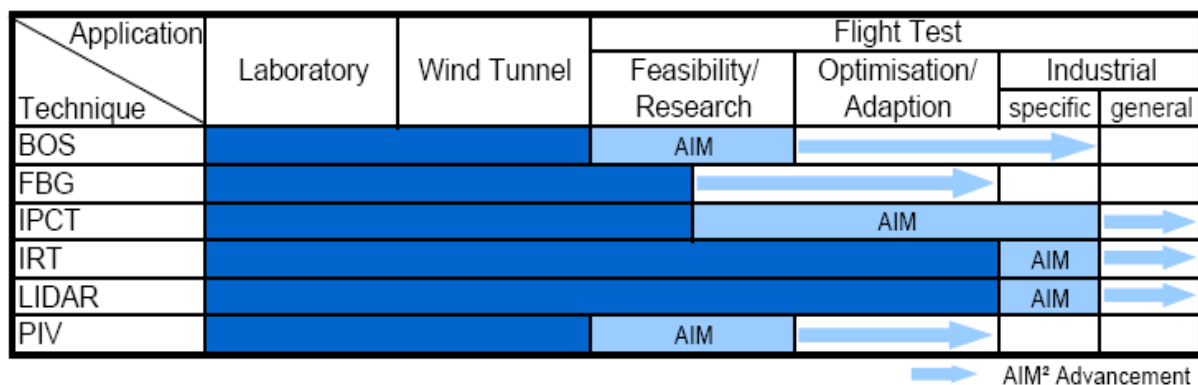 Application
Flight Test
Laboratory Wind Tunnel Feasibility/ Optimisation/ Industrial
Technique Research Adaption specific general
BOS AIM
FBG
IPCT AIM
IRT AIM
LIDAR AIM
PIV AIM
AIM² Advancement